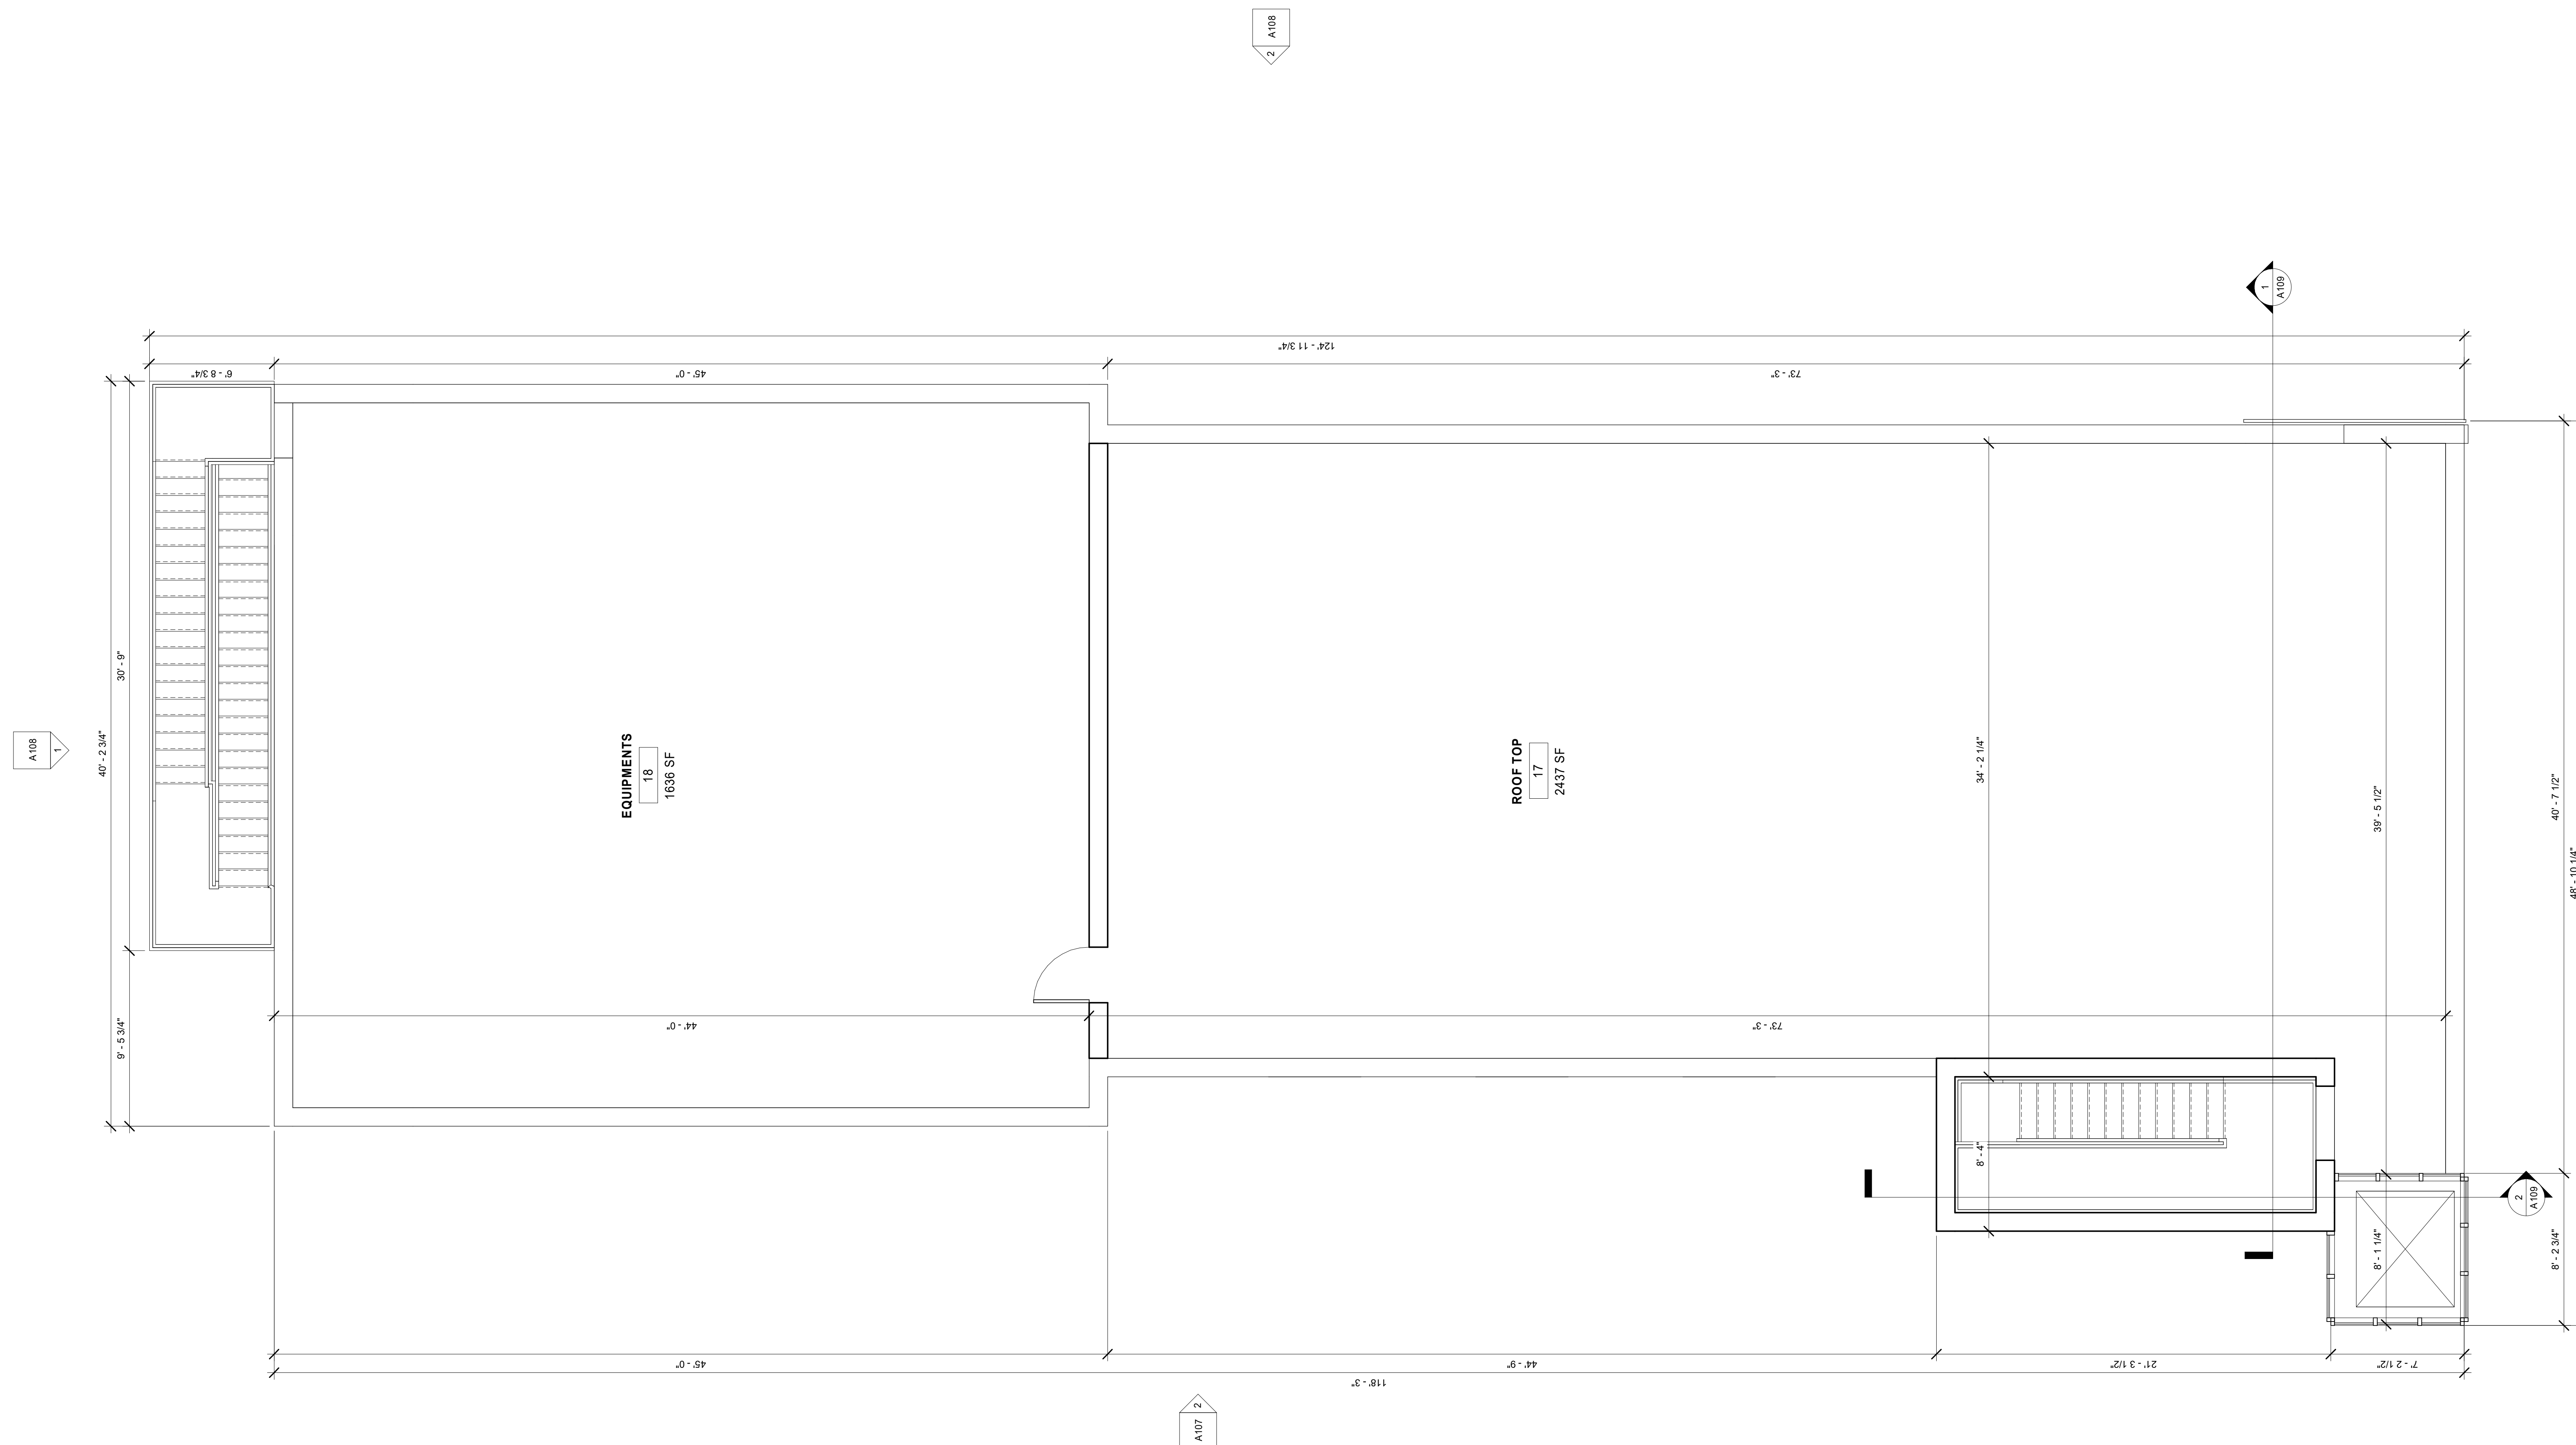 A108
2
1
A109
124' - 11 3/4"
6' - 8 3/4"
45' - 0"
73' - 3"
30' - 9"
40' - 2 3/4"
9' - 5 3/4"
A108
1
EQUIPMENTS
18
1636 SF
ROOF TOP
17
2437 SF
34' - 2 1/4"
39' - 5 1/2"
40' - 7 1/2"
48' - 10 1/4"
44' - 0"
73' - 3"
8' - 4"
8' - 1 1/4"
8' - 2 3/4"
2
A109
45' - 0"
44' - 9"
21' - 3 1/2"
7' - 2 1/2"
118' - 3"
2
A107